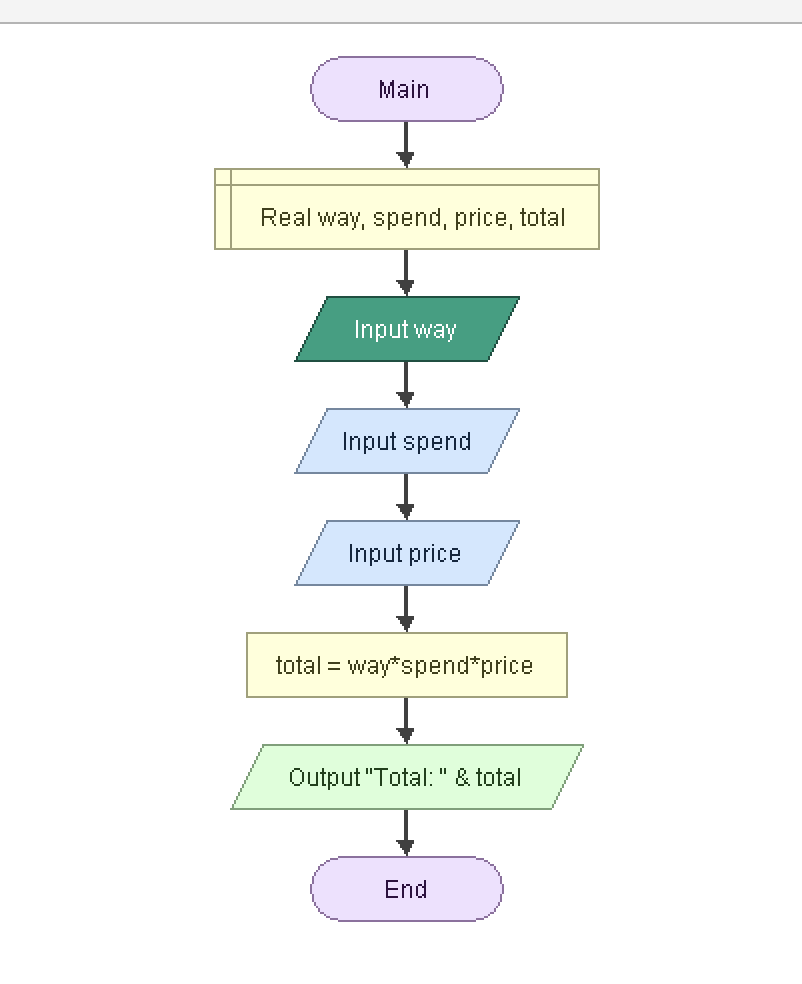 Main
Real way, spend, price, total
Input way
Input spend
Input price
total = way*spend*price
Output "Total: " & total
End